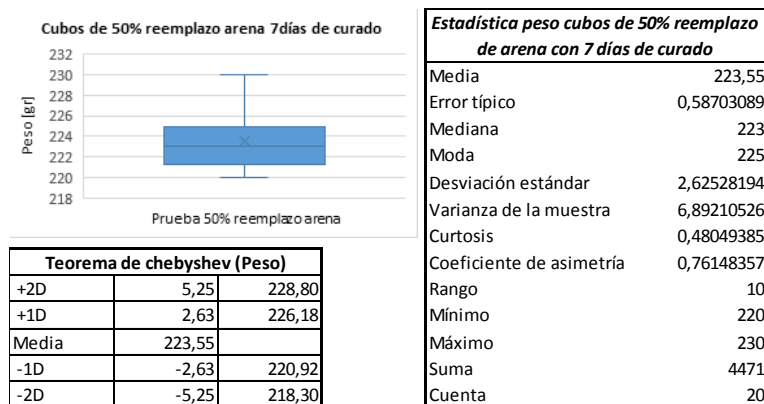 Cubos de 50% reemplazo arena 7días de curado
232
230
228
226
224
222
220
218
Peso [gr]
Prueba 50% reemplazo arena
Teorema de chebyshev (Peso)
+2D 5,25 228,80
+1D 2,63 226,18
Media 223,55
-1D -2,63 220,92
-2D -5,25 218,30
Estadística peso cubos de 50% reemplazo
de arena con 7 días de curado
Media 223,55
Error típico 0,58703089
Mediana 223
Moda 225
Desviación estándar 2,62528194
Varianza de la muestra 6,89210526
Curtosis 0,48049385
Coeficiente de asimetría 0,76148357
Rango 10
Mínimo 220
Máximo 230
Suma 4471
Cuenta 20